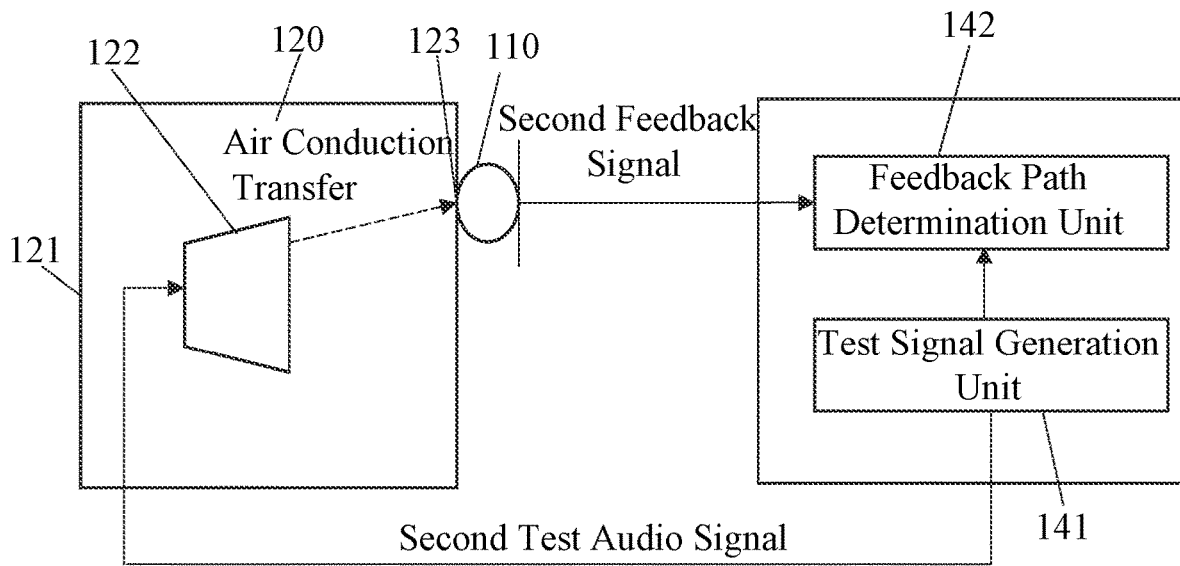 120
123
110
142
122
Air Conduction
Transfer
Second Feedback
Signal
Feedback Path
Determination Unit
121
Test Signal Generation
Unit
Second Test Audio Signal
141